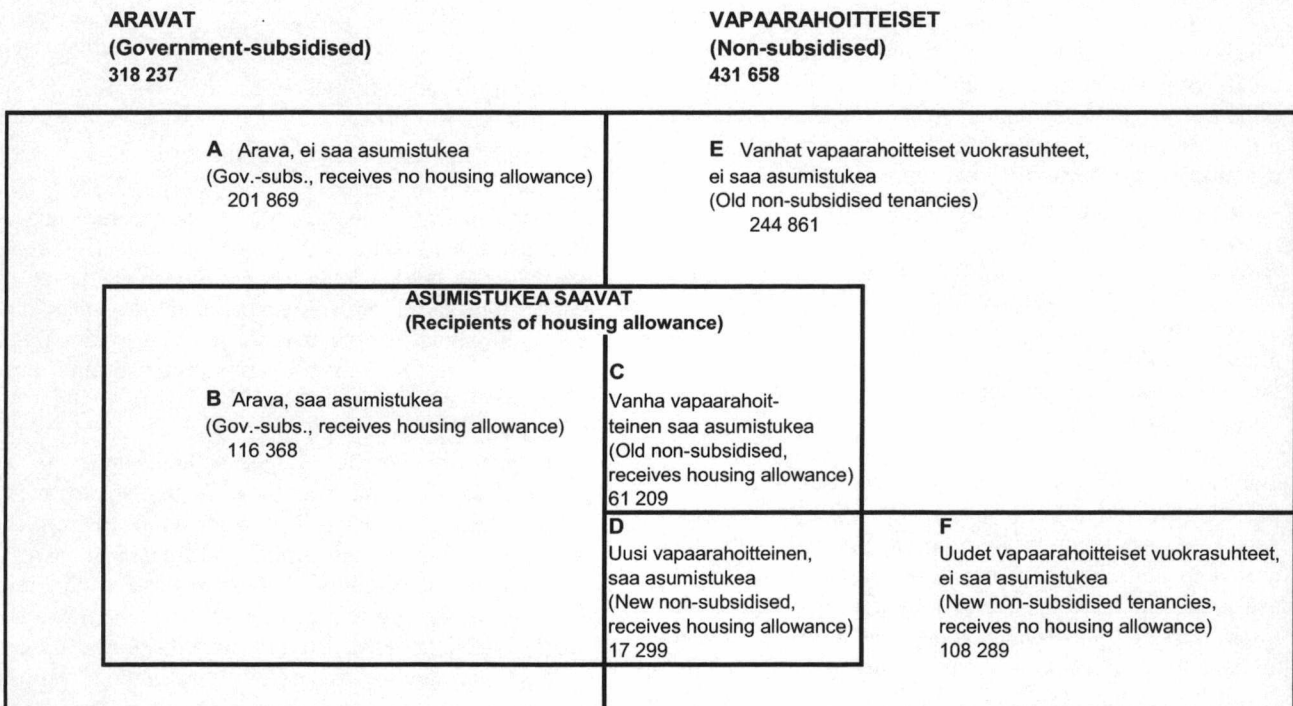 ARAVAT
(Government-subsidised)
318 237
VAPAARAHOITTEISET
(Non-subsidised)
431 658
A Arava, ei saa asumistukea
(Gov.-subs., receives no housing allowance)
201 869
E Vanhat vapaarahoitteiset vuokrasuhteet,
ei saa asumistukea
(Old non-subsidised tenancies)
244 861
ASUMISTUKEA SAAVAT
(Recipients of housing allowance)
B Arava, saa asumistukea
(Gov.-subs., receives housing allowance)
116 368
C
Vanha vapaarahoit-
teinen saa asumistukea
(Old non-subsidised,
receives housing allowance)
61 209
D
Uusi vapaarahoitteinen,
saa asumistukea
(New non-subsidised,
receives housing allowance)
17 299
F
Uudet vapaarahoitteiset vuokrasuhteet,
ei saa asumistukea
(New non-subsidised tenancies,
receives no housing allowance)
108 289